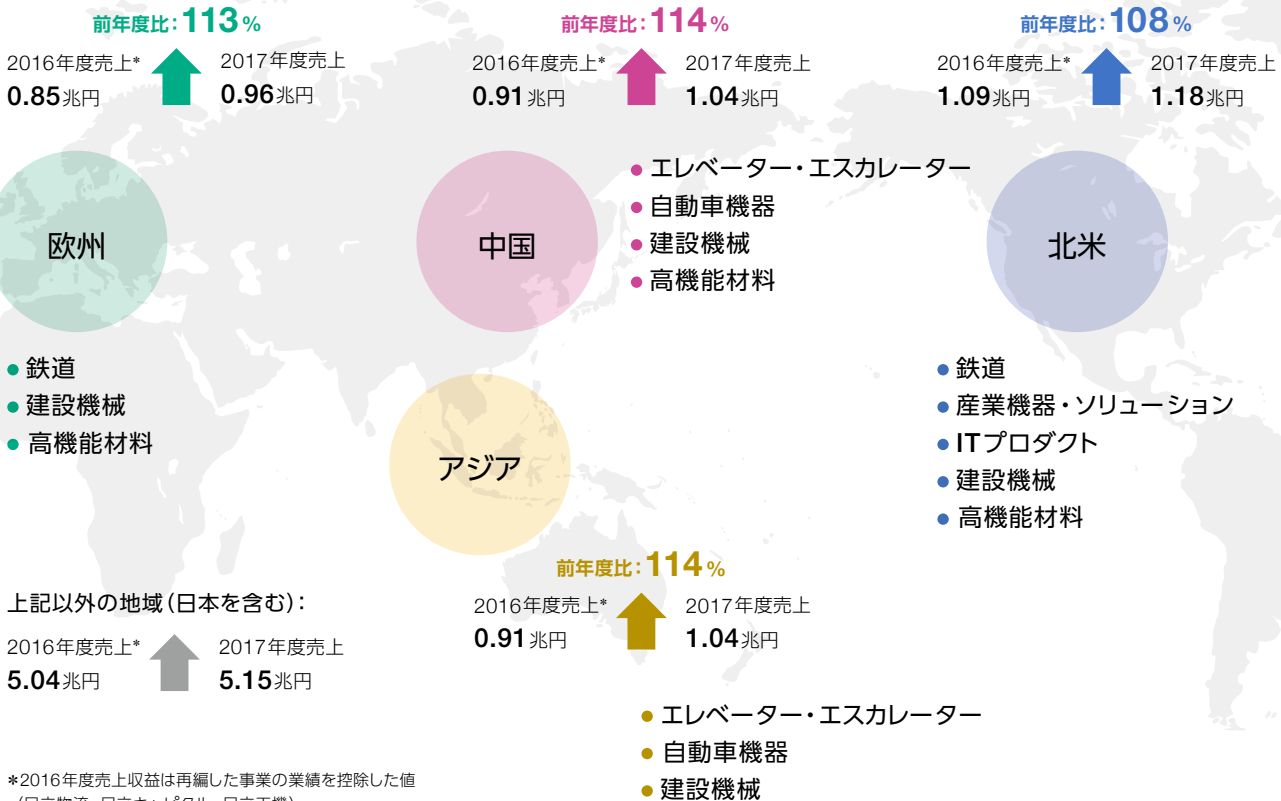 前年度比：113%
2016年度売上*
0.85兆円
2017年度売上
0.96兆円
欧州
● 鉄道
● 建設機械
● 高機能材料
前年度比：114%
2016年度売上*
0.91兆円
2017年度売上
1.04兆円
中国
● エレベーター・エスカレーター
● 自動車機器
● 建設機械
● 高機能材料
前年度比：108%
2016年度売上*
1.09兆円
2017年度売上
1.18兆円
北米
● 鉄道
● 産業機器・ソリューション
● ITプロダクト
● 建設機械
● 高機能材料
アジア
前年度比：114%
2016年度売上*
0.91兆円
2017年度売上
1.04兆円
● エレベーター・エスカレーター
● 自動車機器
● 建設機械
上記以外の地域（日本を含む）：
2016年度売上*
5.04兆円
2017年度売上
5.15兆円
*2016年度売上収益は再編した事業の業績を控除した値